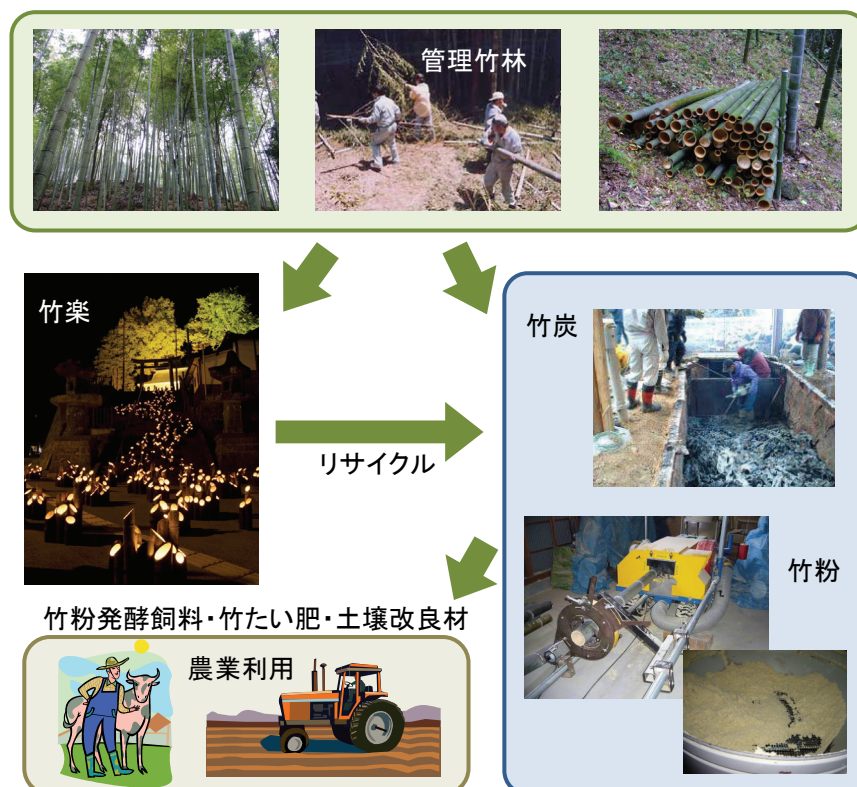 管理竹林
竹楽
竹炭
リサイクル
竹粉
竹粉発酵飼料・竹たい肥・土壌改良材
農業利用